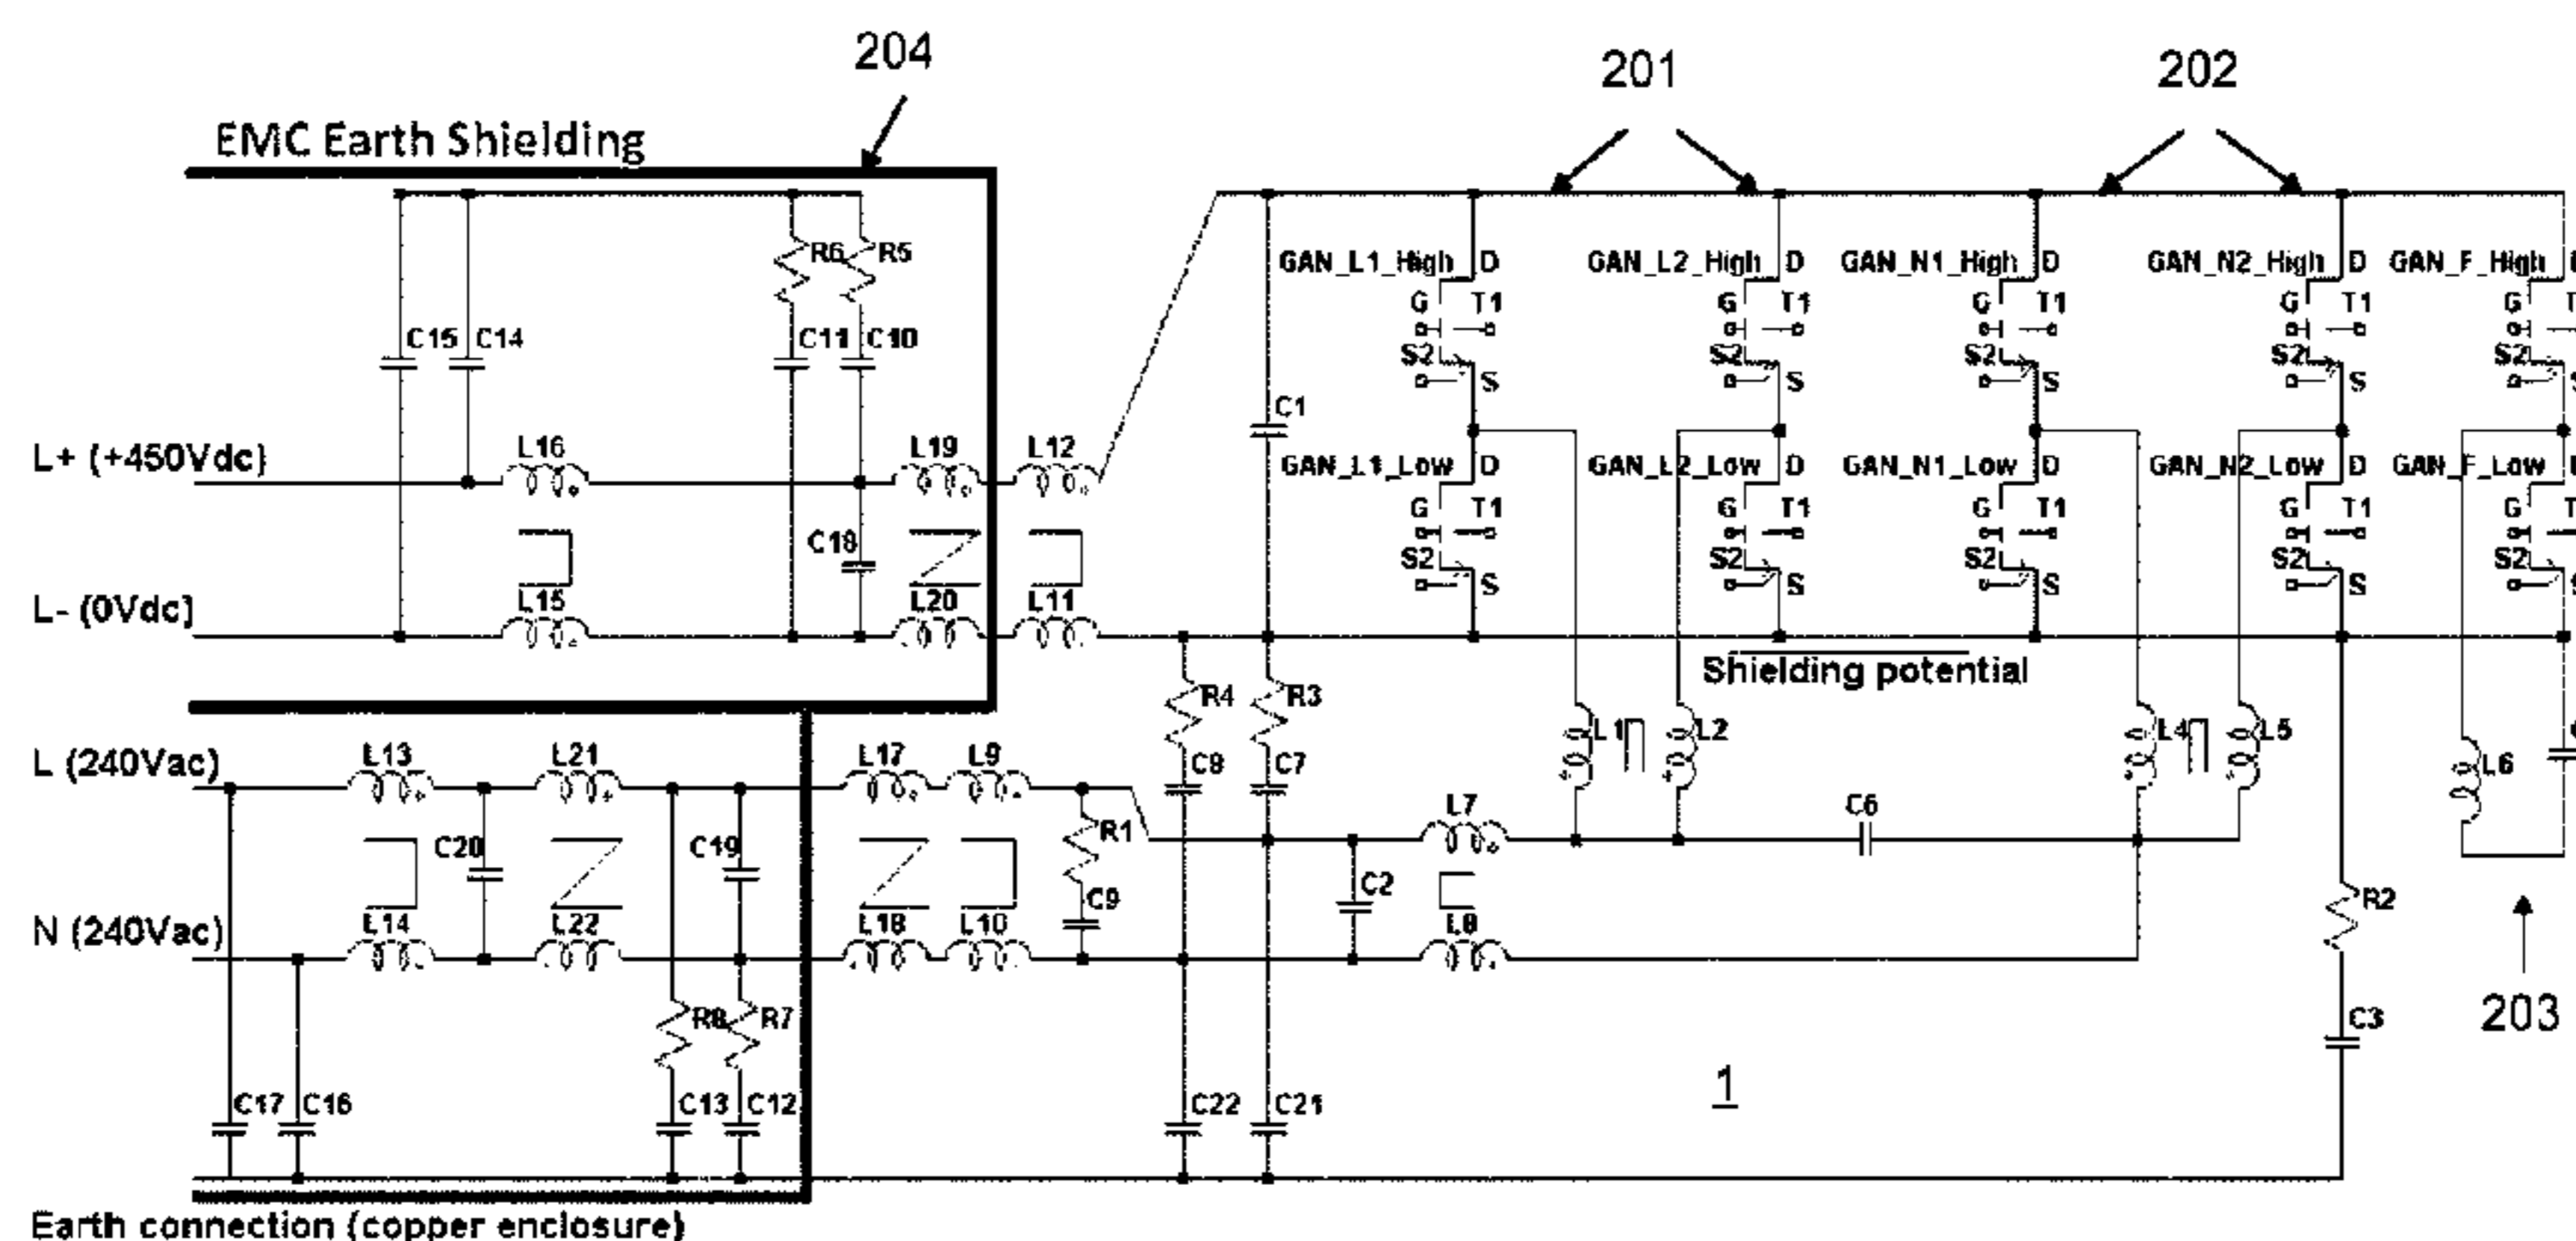 204
201
202
EMC Earth Shielding
R6
R5
GAN_L1_High
D
GAN_L2_High
D
GAN_N1_High
D
GAN_N2_High
D
GAN_F_High
G
T1
G
T1
G
T1
G
T1
G
C15
C14
C11
C10
S2
S
S2
S
S2
S
S2
S
S2
C1
L+ (+450Vdc)
L16
L19
L12
GAN_L1_Low
D
GAN_L2_Low
D
GAN_N1_Low
D
GAN_N2_Low
D
GAN_F_Low
G
T1
G
T1
G
T1
G
T1
G
C18
S2
S
S2
S
S2
S
S2
S
S2
L- (0Vdc)
L15
L20
L11
Shielding potential
R4
R3
L1
L2
L4
L5
L (240Vac)
L13
L21
L17
L9
C8
C7
L6
L7
C6
R1
C20
C19
C2
C9
R2
N (240Vac)
L14
L22
L18
L10
L8
R8
R7
203
C3
1
C17
C16
C13
C12
C22
C21
Earth connection (copper enclosure)